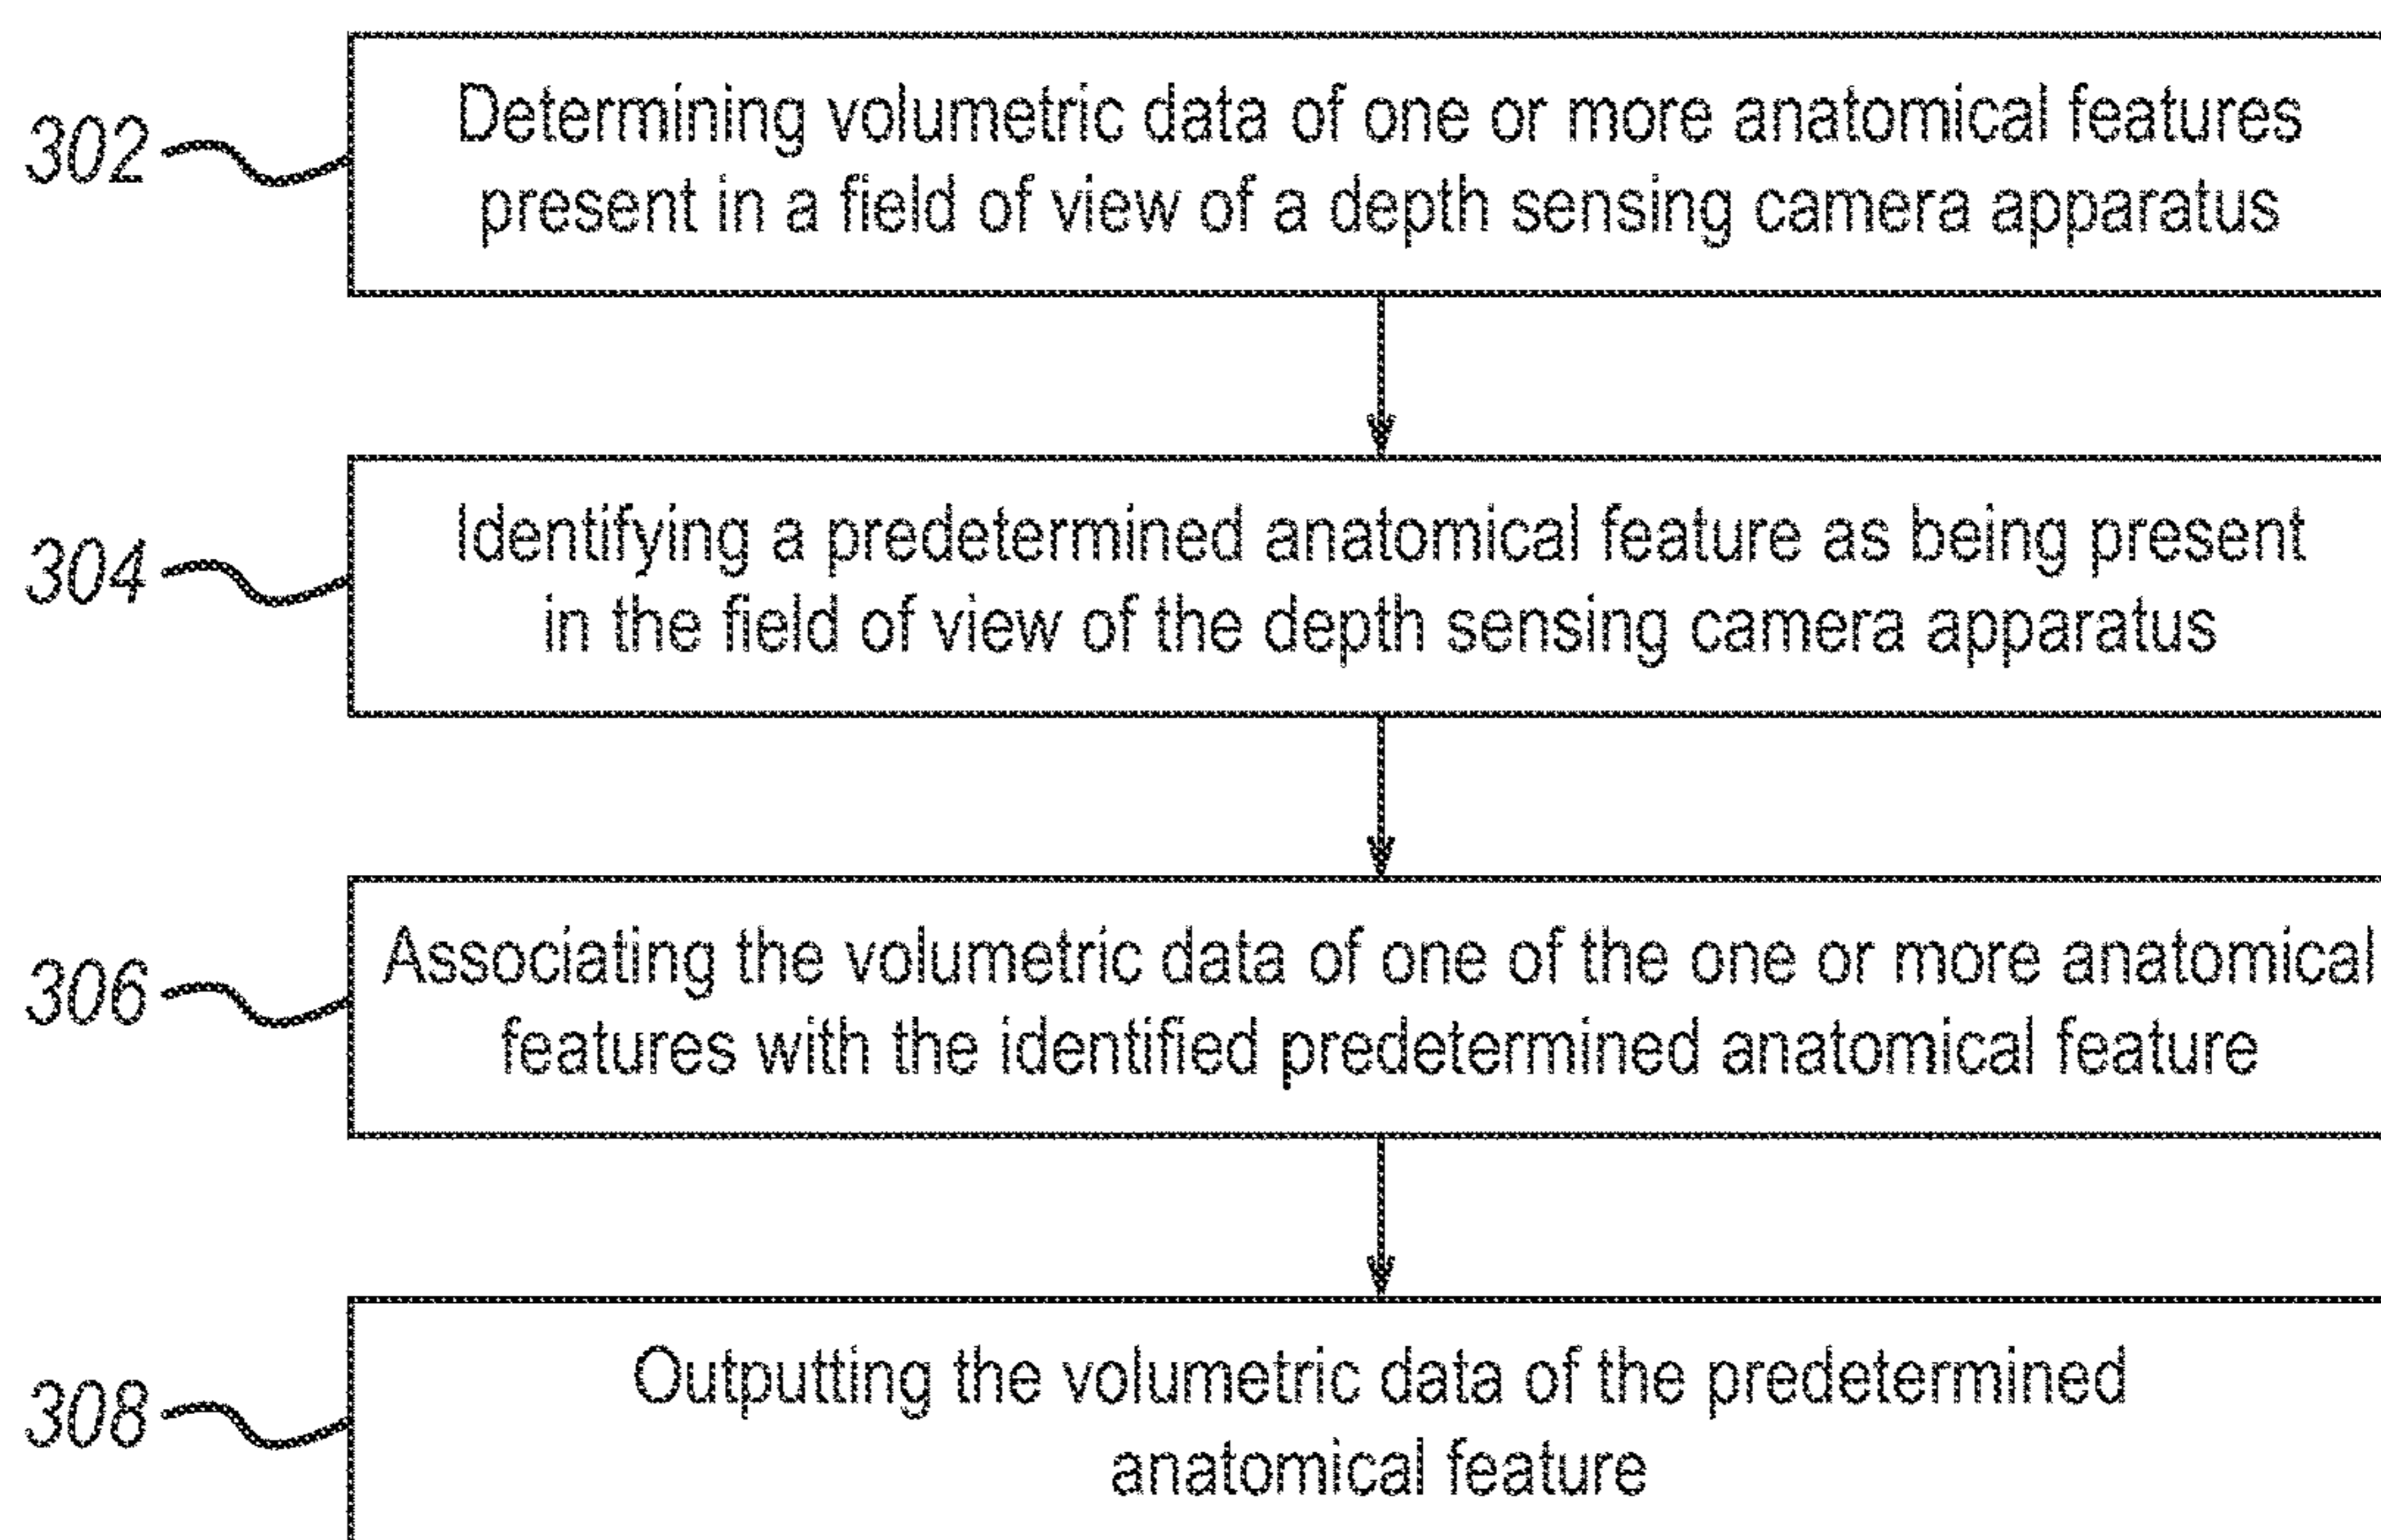 302
Determining volumetric data of one or more anatomical features
present in a field of view of a depth sensing camera apparatus
304
Identifying a predetermined anatomical feature as being present
in the field of view of the depth sensing camera apparatus
306
Associating the volumetric data of one of the one or more anatomical
features with the identified predetermined anatomical feature
308
Outputting the volumetric data of the predetermined
anatomical feature